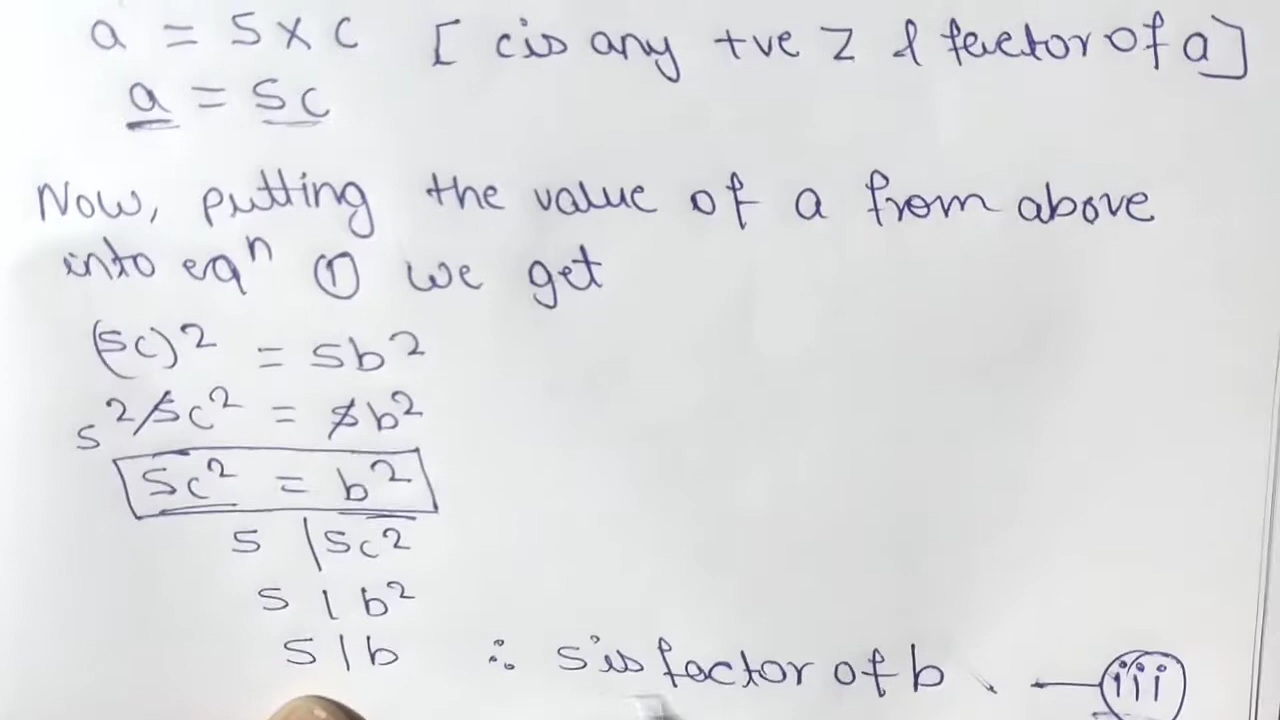 a = 5 × c [ c is any +ve Z & factor of a]
a = 5c
Now, putting the value of a from above
into eqⁿ ① we get
(5c)² = 5b²
5² 5c² = 5b²
5c² = b²
5 | 5c²
5 | b²
5 | b ∴ 5 is factor of b. — iii